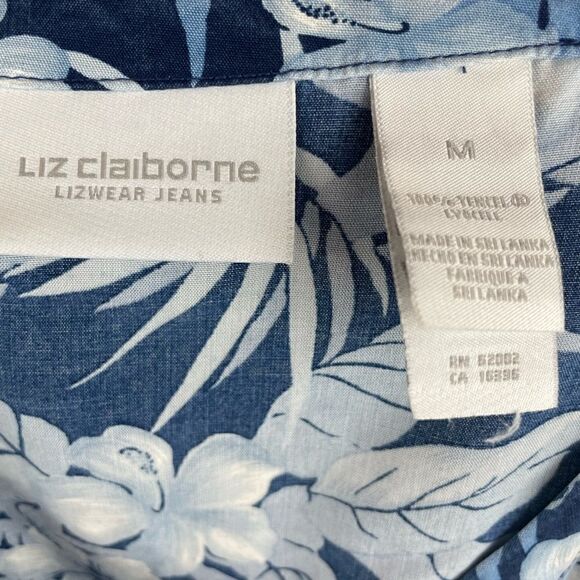 Liz claiborne
LIZWEAR JEANS
M
100% TENCEL®
LYOCELL
MADE IN SRI LANKA
HECHO EN SRI LANKA
FABRIQUE A
SRI LANKA
RN 52002
CA 16396